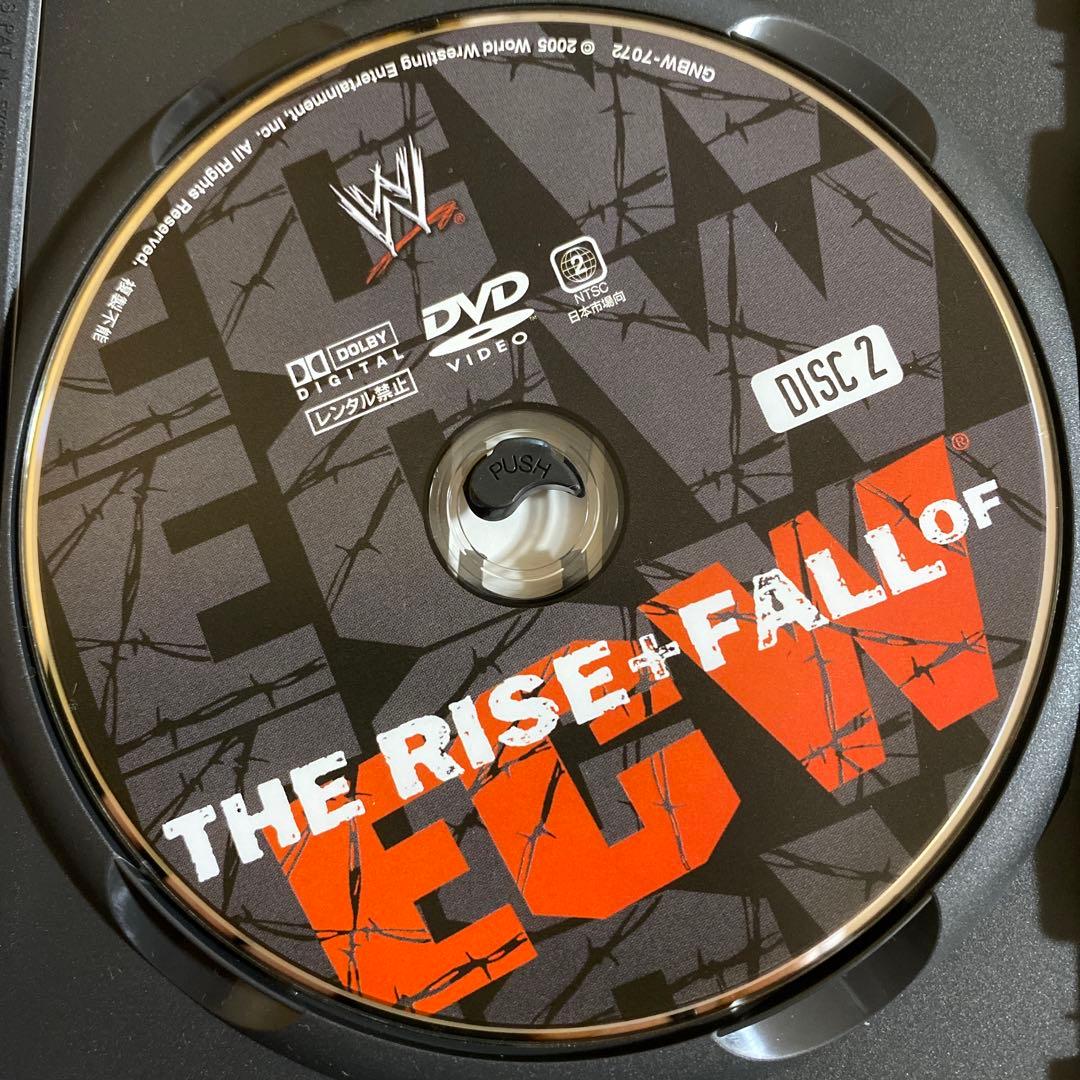 GNBW-7072 © 2005 World Wrestling Entertainment, Inc. All Rights Reserved. 複製不能
W ®
DVD ™
VIDEO
2
NTSC
日本市場向
DOLBY
DIGITAL
レンタル禁止
DISC 2
PUSH
THE RISE+FALL OF
ECW ®